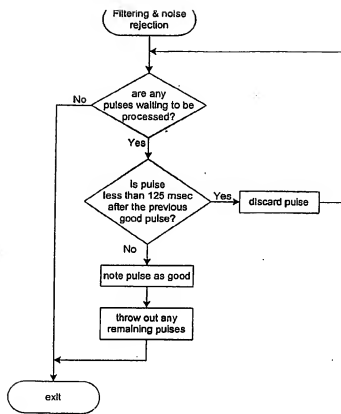 Filtering & noise
rejection
No
are any
pulses waiting to be
processed?
Yes
Is pulse
less than 125 msec
after the previous
good pulse?
Yes
discard pulse
No
note pulse as good
throw out any
remaining pulses
exit